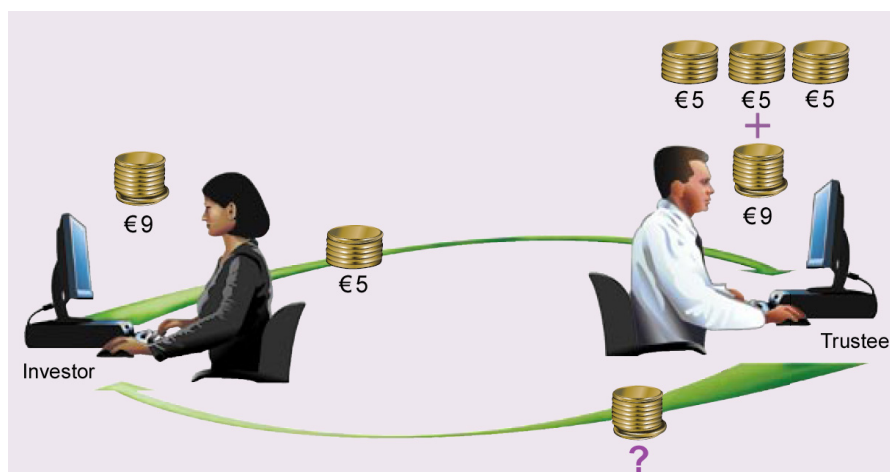 €5 €5 €5
+
€9
€9
€5
Trustee
Investor
?